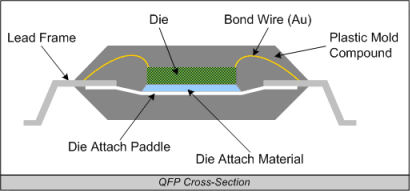 Die
Bond Wire (Au)
Lead Frame
Plastic Mold
Compound
Die Attach Paddle
Die Attach Material
QFP Cross-Section